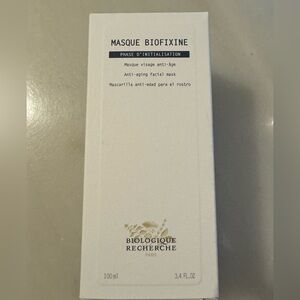 MASQUE BIOFIXINE
PHASE D'INITIALISATION
Masque visage anti-âge
Anti-aging facial mask
Mascarilla anti-edad para el rostro
BIOLOGIQUE
RECHERCHE
PARIS
100ml 3,4 FL.OZ